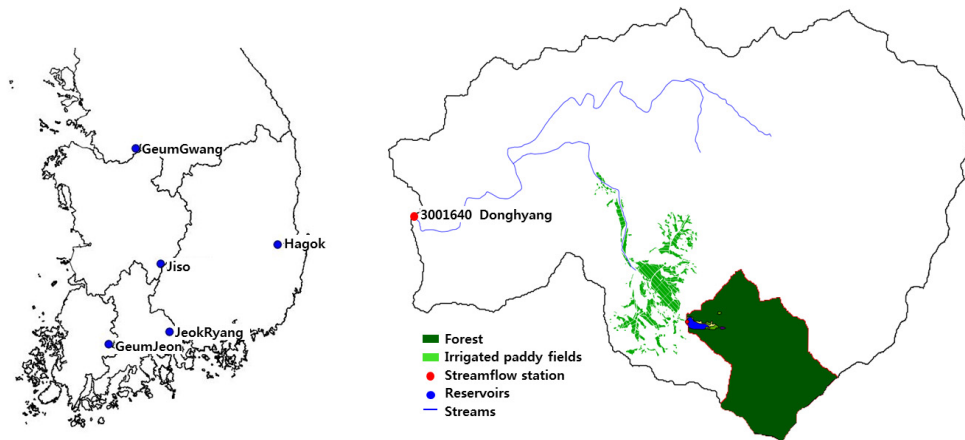 GeumGwang
Hagok
Jiso
JeokRyang
GeumJeon
3001640 Donghyang
Forest
Irrigated paddy fields
Streamflow station
Reservoirs
Streams